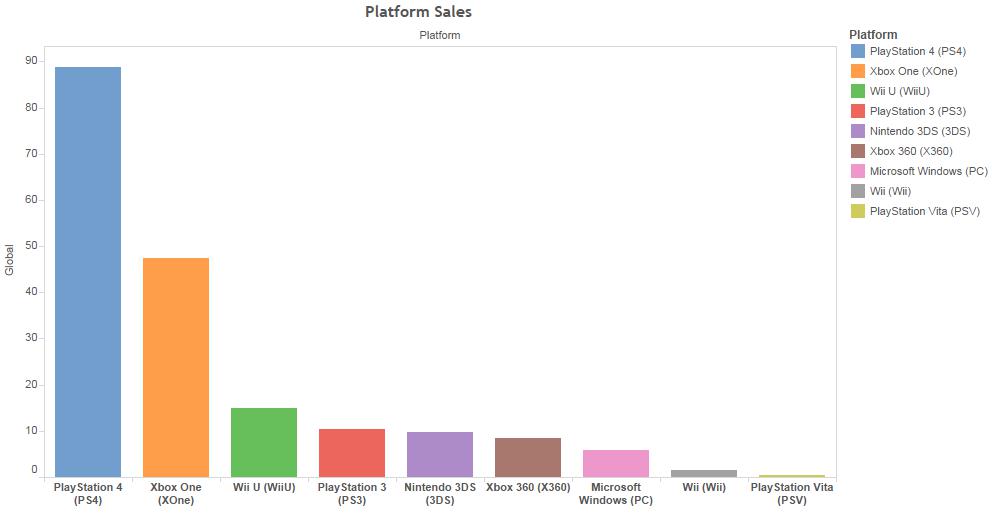 Platform Sales
Platform
Global
90
80
70
60
50
40
30
20
10
0
PlayStation 4
(PS4)
Xbox One
(XOne)
Wii U (WiiU)
PlayStation 3
(PS3)
Nintendo 3DS
(3DS)
Xbox 360 (X360)
Microsoft
Windows (PC)
Wii (Wii)
PlayStation Vita
(PSV)
Platform
PlayStation 4 (PS4)
Xbox One (XOne)
Wii U (WiiU)
PlayStation 3 (PS3)
Nintendo 3DS (3DS)
Xbox 360 (X360)
Microsoft Windows (PC)
Wii (Wii)
PlayStation Vita (PSV)